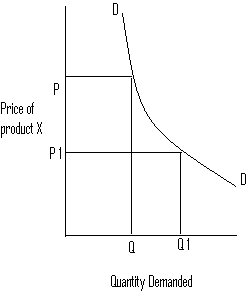 D
P
Price of
product X
P1
D
Q
Q1
Quantity Demanded